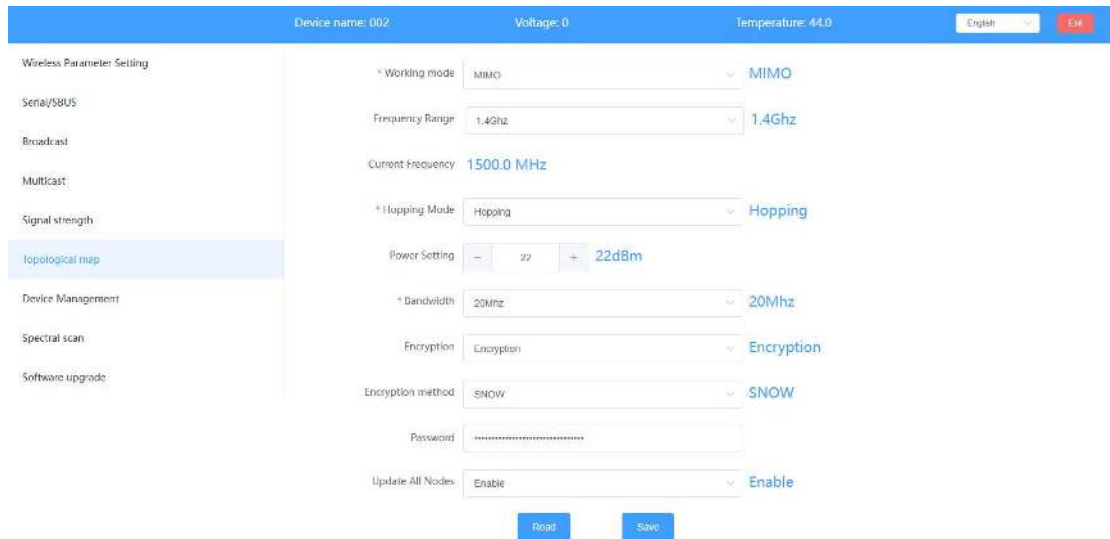 Device name: 002 Voltage: 0 Temperature: 44.0 English Exit
Wireless Parameter Setting
Serial/SBUS
Broadcast
Multicast
Signal strength
Topological map
Device Management
Spectral scan
Software upgrade
* Working mode MIMO MIMO
Frequency Range 1.4Ghz 1.4Ghz
Current Frequency 1500.0 MHz
* Hopping Mode Hopping Hopping
Power Setting − 22 + 22dBm
* Bandwidth 20Mhz 20Mhz
Encryption Encryption Encryption
Encryption method SNOW SNOW
Password
Update All Nodes Enable Enable
Read Save